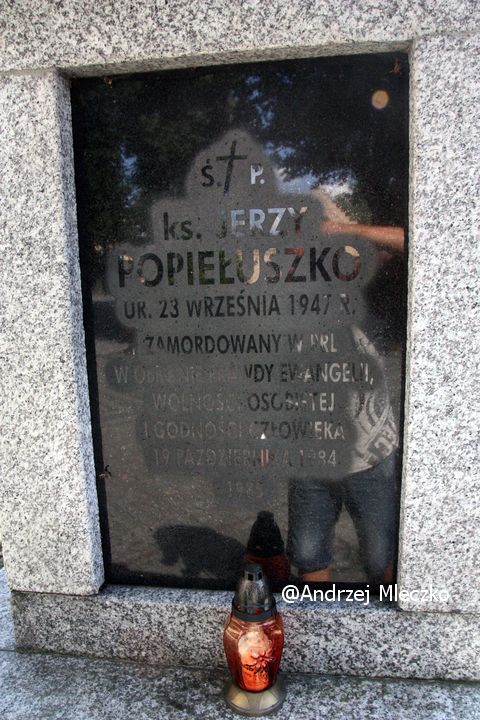 Ś. P.
ks. JERZY
POPIEŁUSZKO
UR. 23 WRZEŚNIA 1947 R.
ZAMORDOWANY W PRL
W OBRONIE PRAWDY EWANGELII,
WOLNOŚCI OSOBISTEJ
I GODNOŚCI CZŁOWIEKA
19 PAŹDZIERNIKA 1984
@Andrzej Mleczko